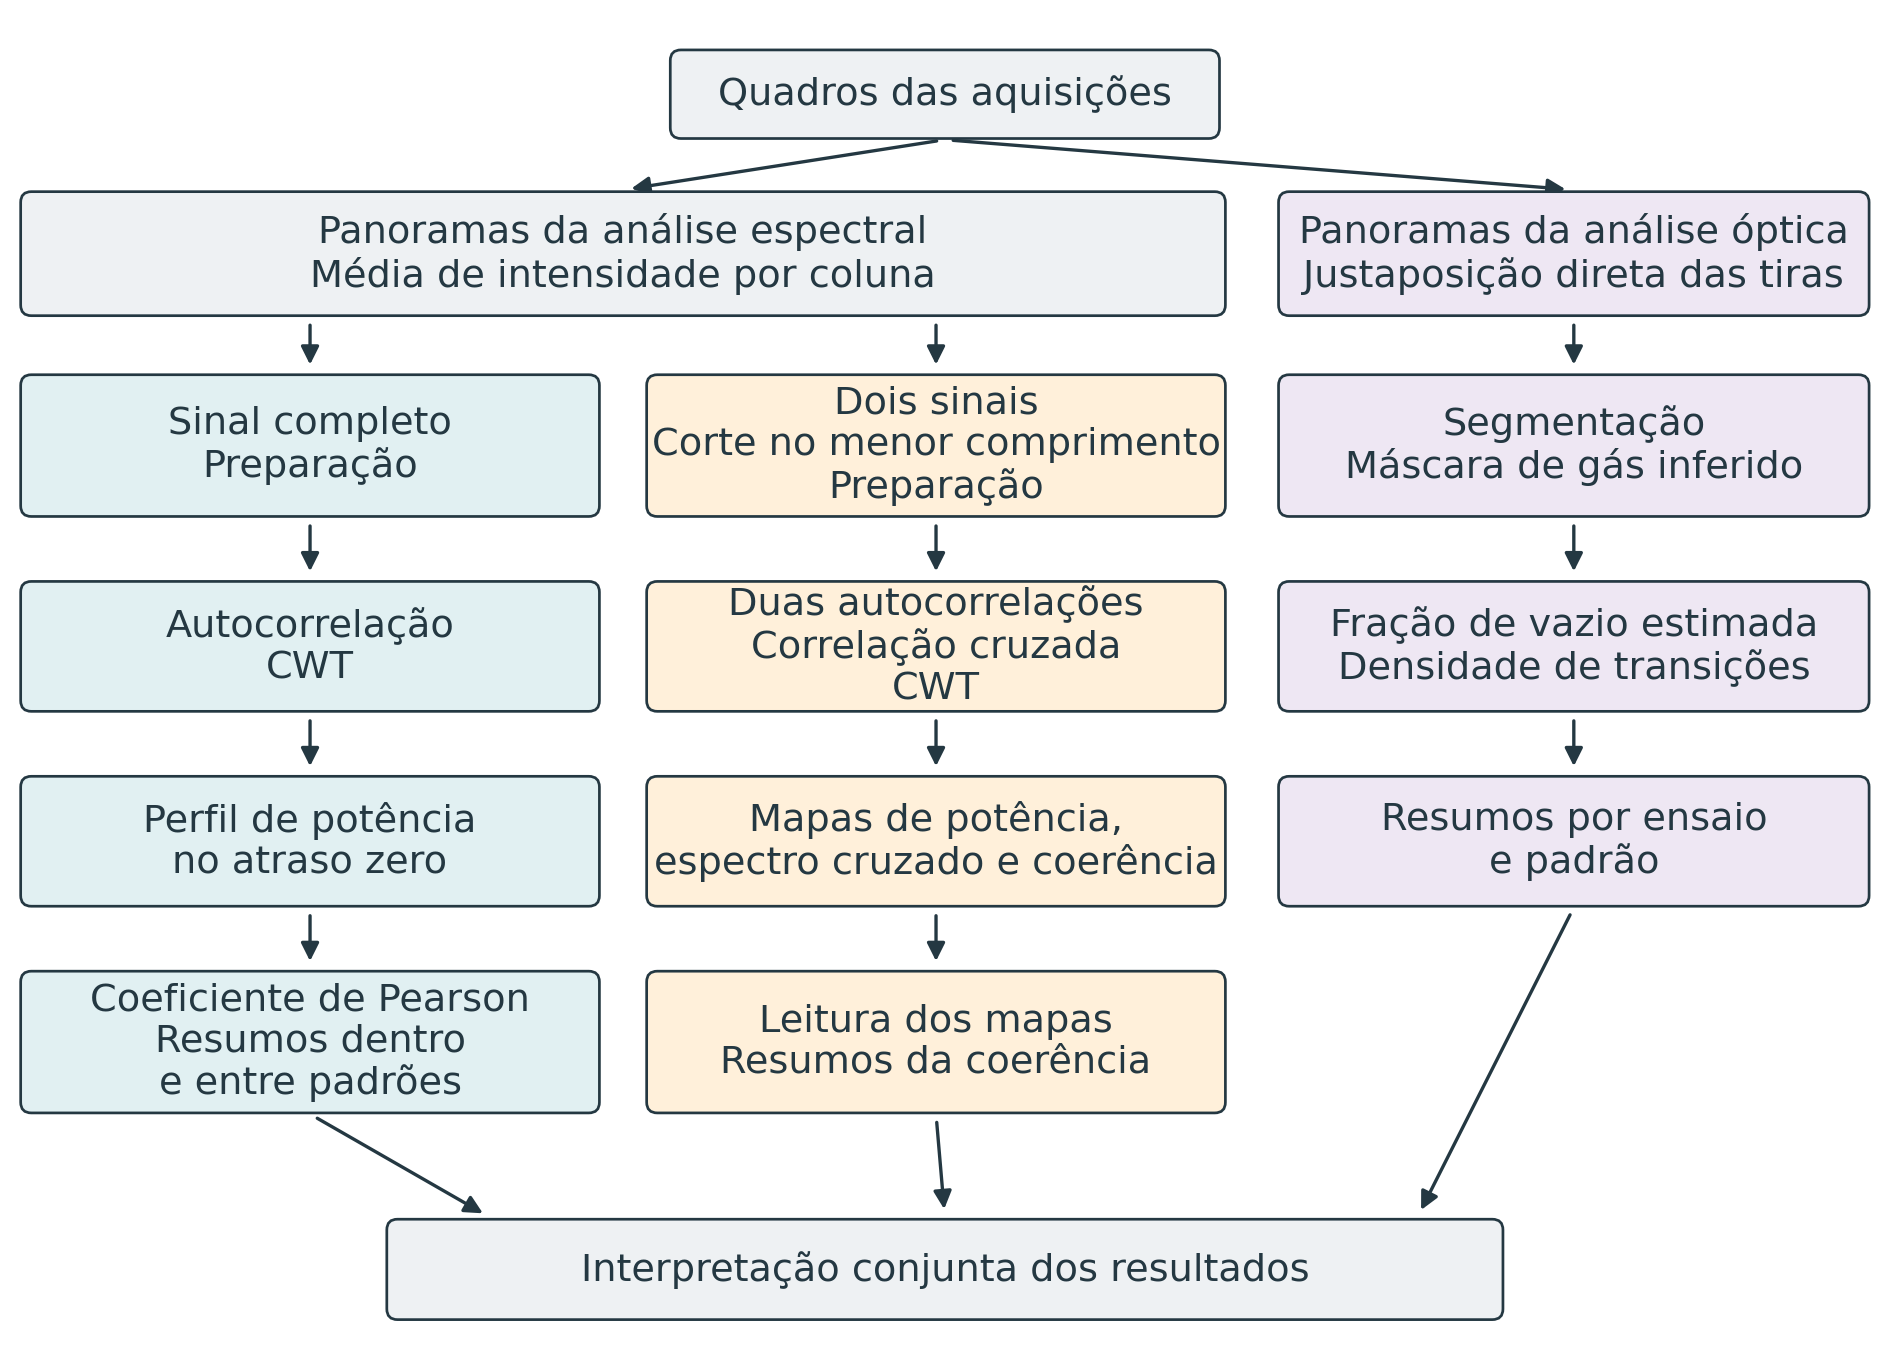 Quadros das aquisições
Panoramas da análise espectral
Média de intensidade por coluna
Panoramas da análise óptica
Justaposição direta das tiras
Sinal completo
Preparação
Dois sinais
Corte no menor comprimento
Preparação
Segmentação
Máscara de gás inferido
Autocorrelação
CWT
Duas autocorrelações
Correlação cruzada
CWT
Fração de vazio estimada
Densidade de transições
Perfil de potência
no atraso zero
Mapas de potência,
espectro cruzado e coerência
Resumos por ensaio
e padrão
Coeficiente de Pearson
Resumos dentro
e entre padrões
Leitura dos mapas
Resumos da coerência
Interpretação conjunta dos resultados